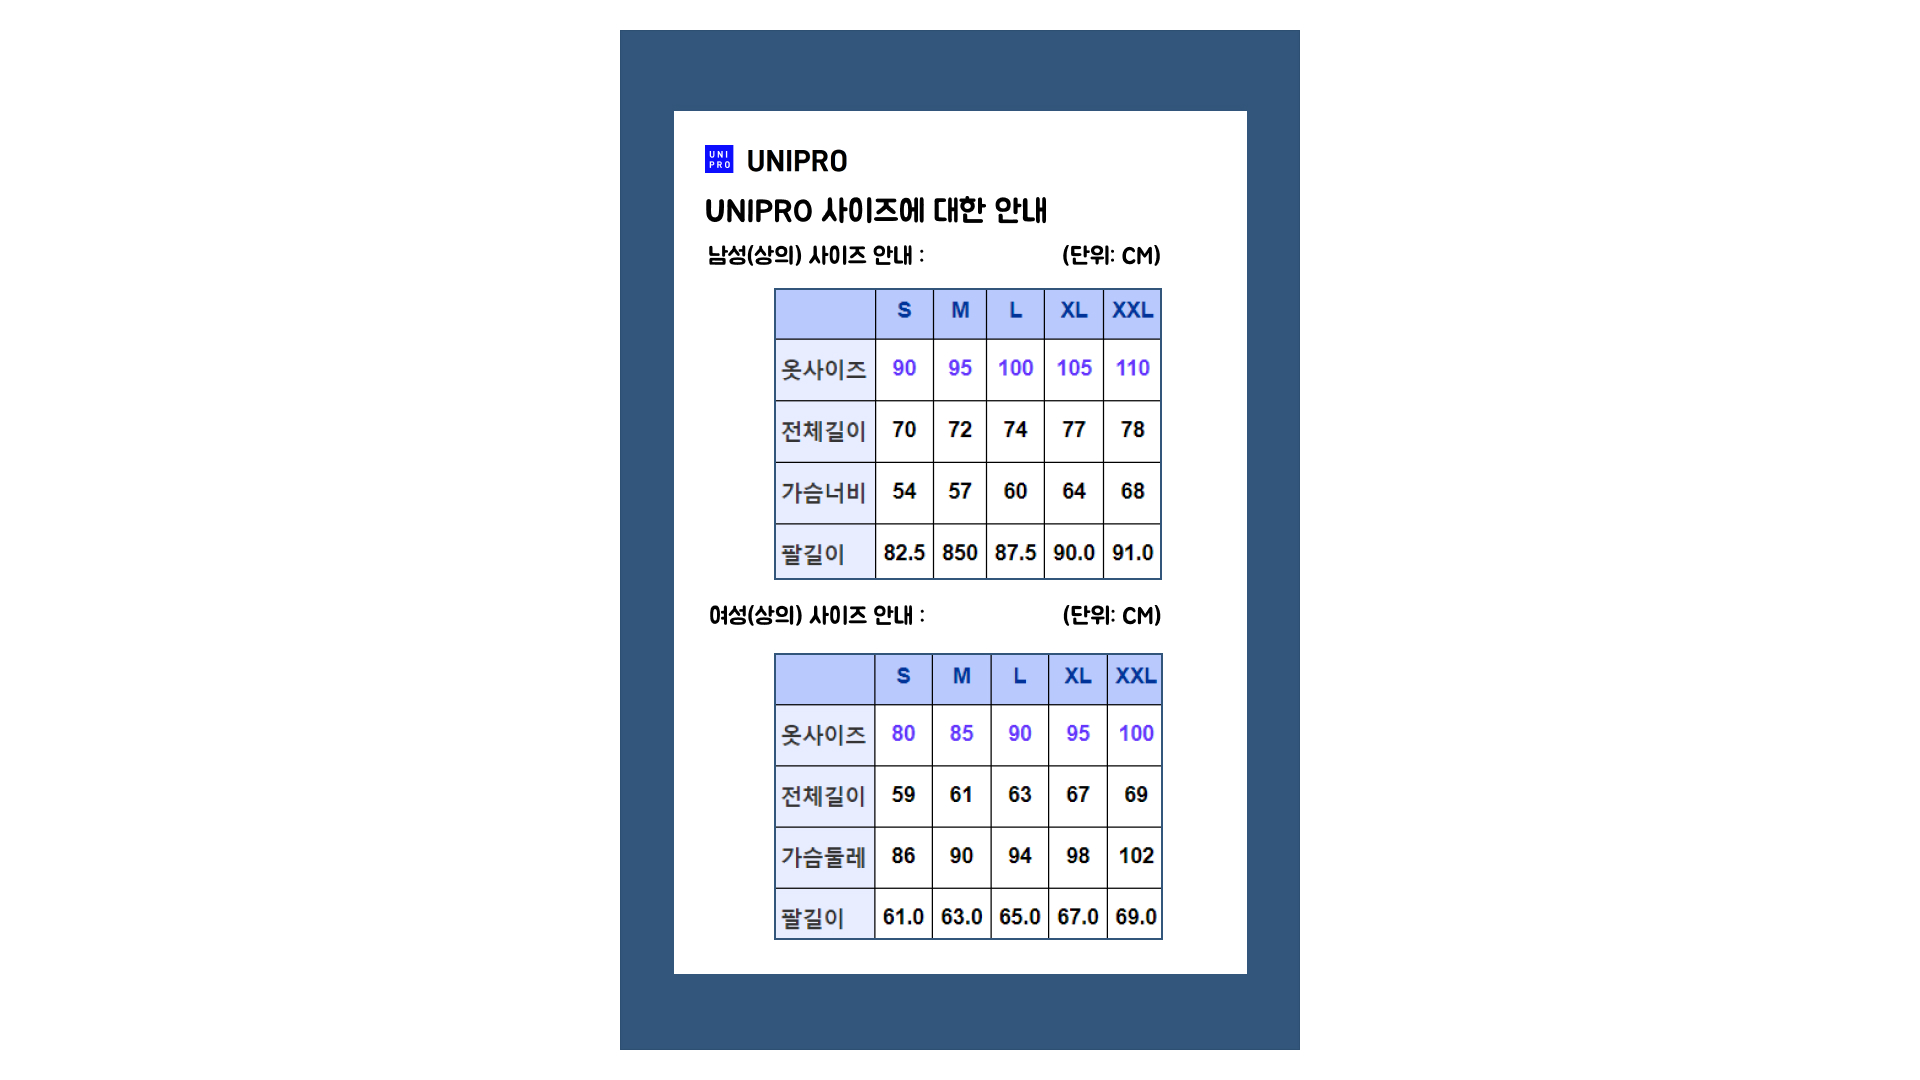 UNI
PRO
UNIPRO
UNIPRO 사이즈에 대한 안내
남성(상의) 사이즈 안내 : (단위: CM)
S M L XL XXL
옷사이즈 90 95 100 105 110
전체길이 70 72 74 77 78
가슴너비 54 57 60 64 68
팔길이 82.5 850 87.5 90.0 91.0
여성(상의) 사이즈 안내 : (단위: CM)
S M L XL XXL
옷사이즈 80 85 90 95 100
전체길이 59 61 63 67 69
가슴둘레 86 90 94 98 102
팔길이 61.0 63.0 65.0 67.0 69.0